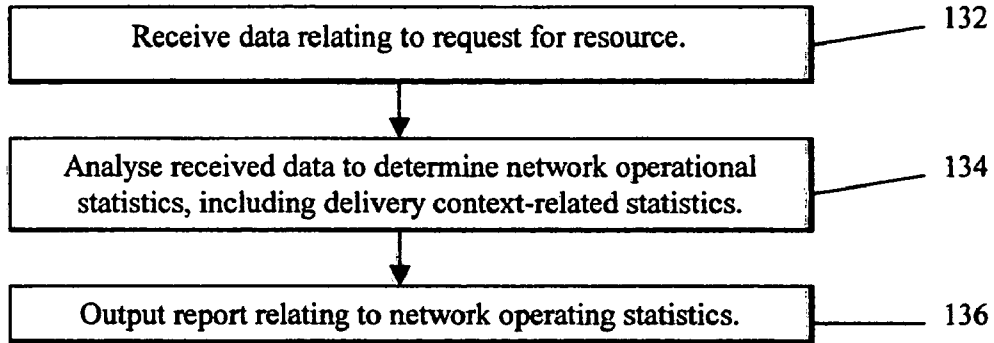 Receive data relating to request for resource.
132
Analyse received data to determine network operational
statistics, including delivery context-related statistics.
134
Output report relating to network operating statistics.
136